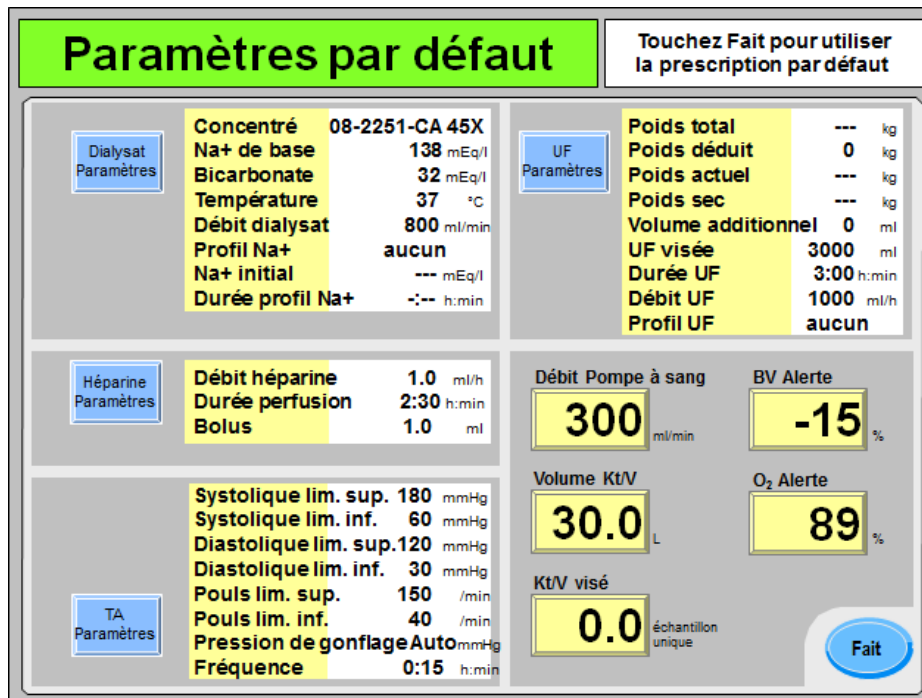 Paramètres par défaut
Touchez Fait pour utiliser
la prescription par défaut
Dialysat
Paramètres
Concentré 08-2251-CA 45X
Na+ de base 138 mEq/l
Bicarbonate 32 mEq/l
Température 37 °C
Débit dialysat 800 ml/min
Profil Na+ aucun
Na+ initial --- mEq/l
Durée profil Na+ -:-- h:min
UF
Paramètres
Poids total --- kg
Poids déduit 0 kg
Poids actuel --- kg
Poids sec --- kg
Volume additionnel 0 ml
UF visée 3000 ml
Durée UF 3:00 h:min
Débit UF 1000 ml/h
Profil UF aucun
Héparine
Paramètres
Débit héparine 1.0 ml/h
Durée perfusion 2:30 h:min
Bolus 1.0 ml
TA
Paramètres
Systolique lim. sup. 180 mmHg
Systolique lim. inf. 60 mmHg
Diastolique lim. sup.120 mmHg
Diastolique lim. inf. 30 mmHg
Pouls lim. sup. 150 /min
Pouls lim. inf. 40 /min
Pression de gonflage Auto mmHg
Fréquence 0:15 h:min
Débit Pompe à sang
300 ml/min
BV Alerte
-15 %
Volume Kt/V
30.0 L
O₂ Alerte
89 %
Kt/V visé
0.0 échantillon
unique
Fait